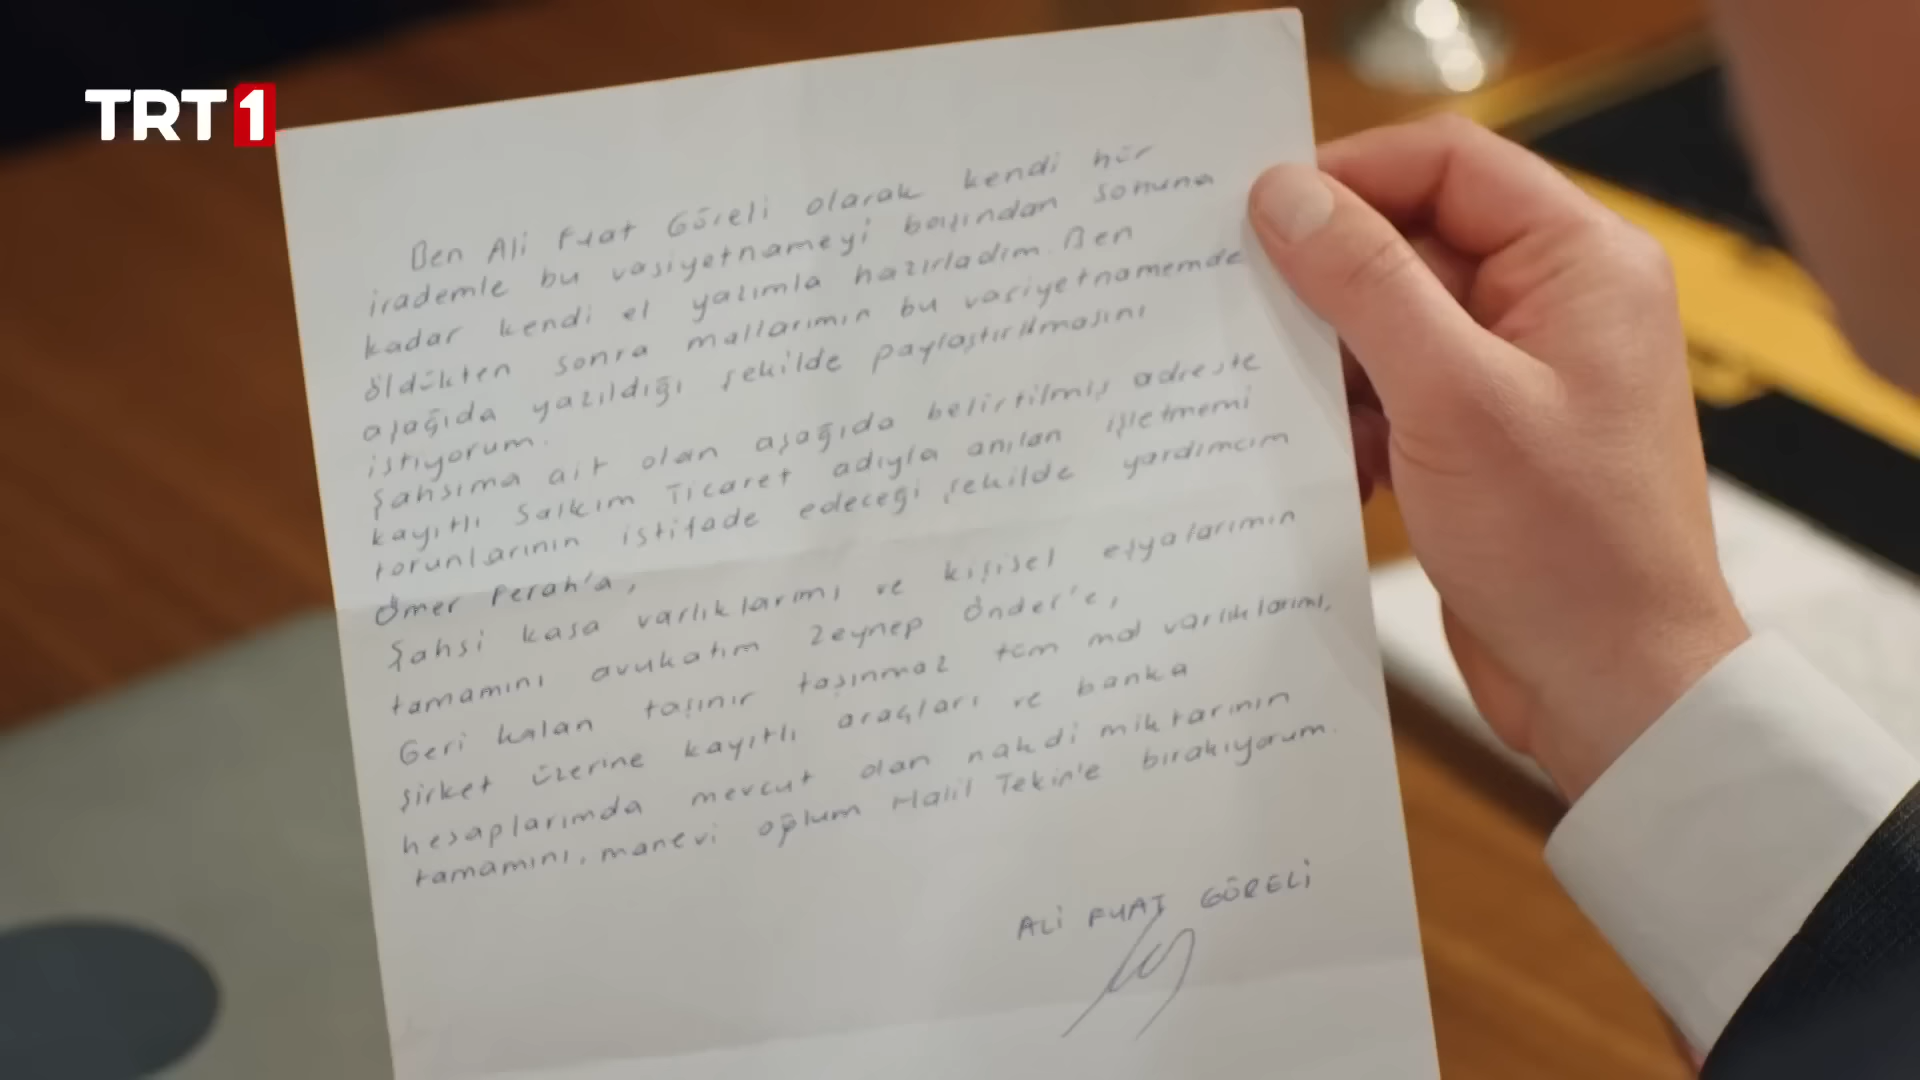 TRT 1
Ben Ali Fuat Göreli olarak kendi hür
irademle bu vasiyetnameyi başından sonuna
kadar kendi el yazımla hazırladım. Ben
öldükten sonra mallarımın bu vasiyetnamemde
aşağıda yazıldığı şekilde paylaştırılmasını
istiyorum.
Şahsıma ait olan aşağıda belirtilmiş adreste
kayıtlı Salkım Ticaret adıyla anılan işletmemi
torunlarının istifade edeceği şekilde yardımcım
Ömer Perah'a,
Şahsi kasa varlıklarımı ve kişisel eşyalarımın
tamamını avukatım Zeynep Önder'e,
Geri kalan taşınır taşınmaz tüm mal varlıklarımı,
şirket üzerine kayıtlı araçları ve banka
hesaplarımda mevcut olan nakdi miktarının
tamamını, manevi oğlum Halil Tekin'e bırakıyorum.
ALİ FUAT GÖRELİ